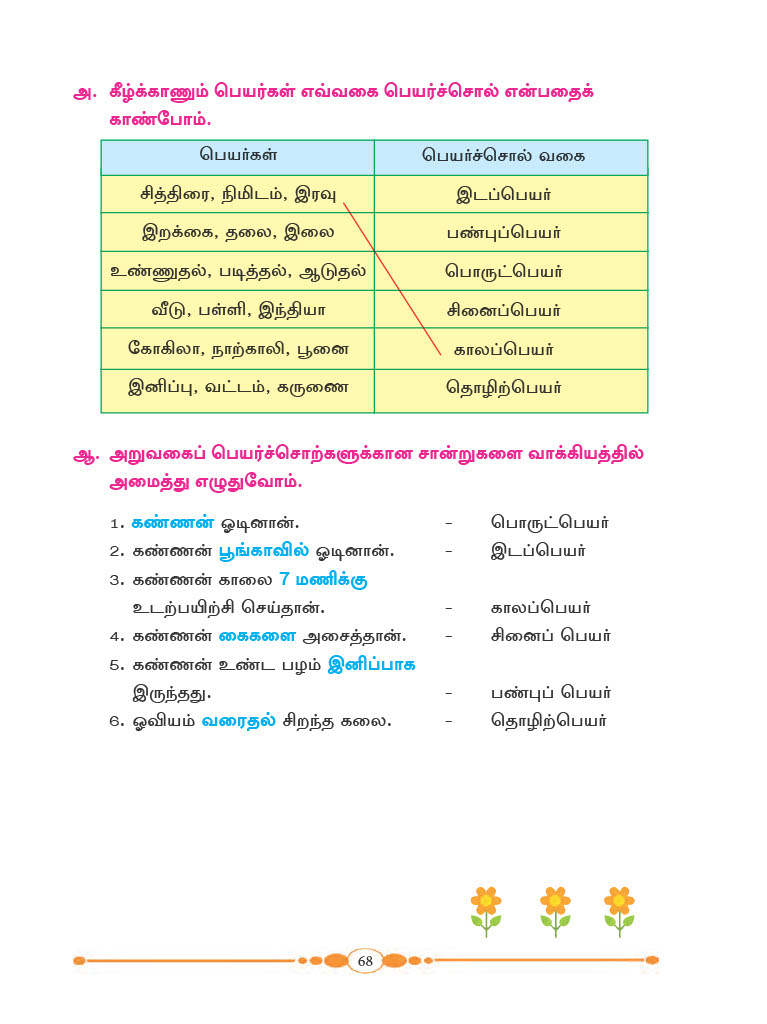 அ. கீழ்க்காணும் பெயர்கள் எவ்வகை பெயர்ச்சொல் என்பதைக்
காண்போம்.
பெயர்கள் பெயர்ச்சொல் வகை
சித்திரை, நிமிடம், இரவு இடப்பெயர்
இறக்கை, தலை, இலை பண்புப்பெயர்
உண்ணுதல், படித்தல், ஆடுதல் பொருட்பெயர்
வீடு, பள்ளி, இந்தியா சினைப்பெயர்
கோகிலா, நாற்காலி, பூனை காலப்பெயர்
இனிப்பு, வட்டம், கருணை தொழிற்பெயர்
ஆ. அறுவகைப் பெயர்ச்சொற்களுக்கான சான்றுகளை வாக்கியத்தில்
அமைத்து எழுதுவோம்.
1. கண்ணன் ஓடினான். - பொருட்பெயர்
2. கண்ணன் பூங்காவில் ஓடினான். - இடப்பெயர்
3. கண்ணன் காலை 7 மணிக்கு
உடற்பயிற்சி செய்தான். - காலப்பெயர்
4. கண்ணன் கைகளை அசைத்தான். - சினைப் பெயர்
5. கண்ணன் உண்ட பழம் இனிப்பாக
இருந்தது. - பண்புப் பெயர்
6. ஓவியம் வரைதல் சிறந்த கலை. - தொழிற்பெயர்
68